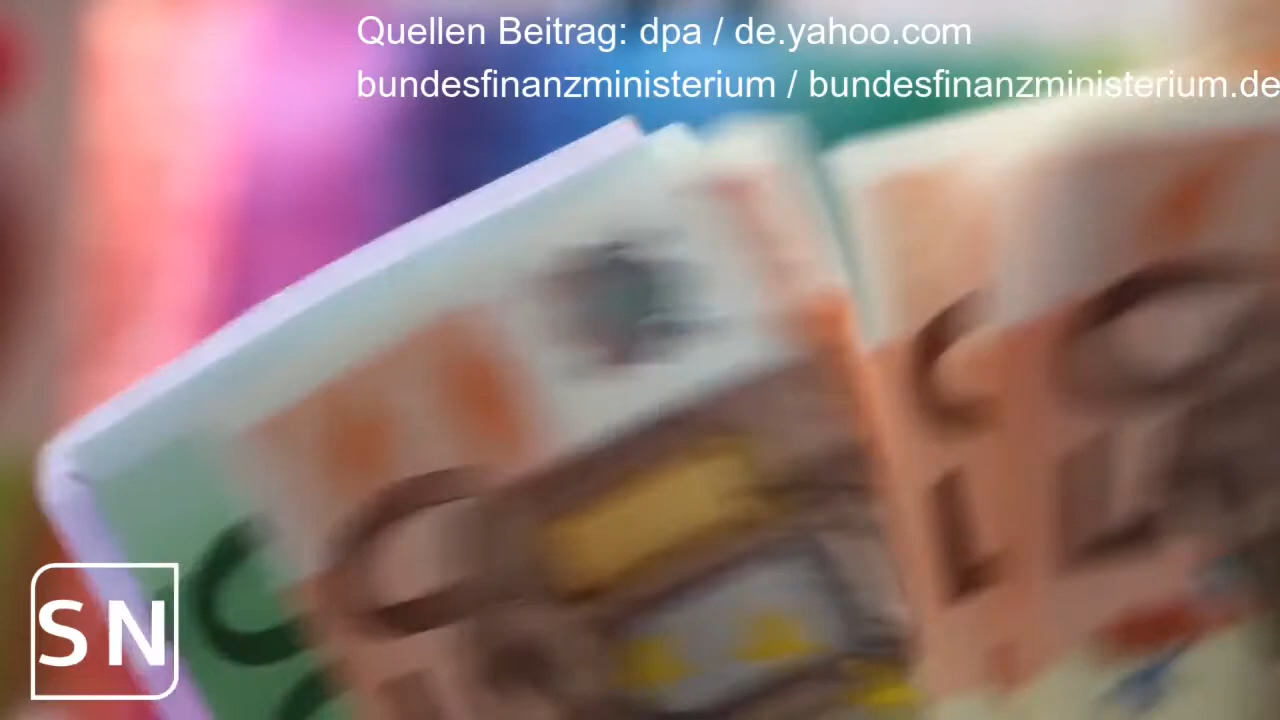 Quellen Beitrag: dpa / de.yahoo.com
bundesfinanzministerium / bundesfinanzministerium.de
SN